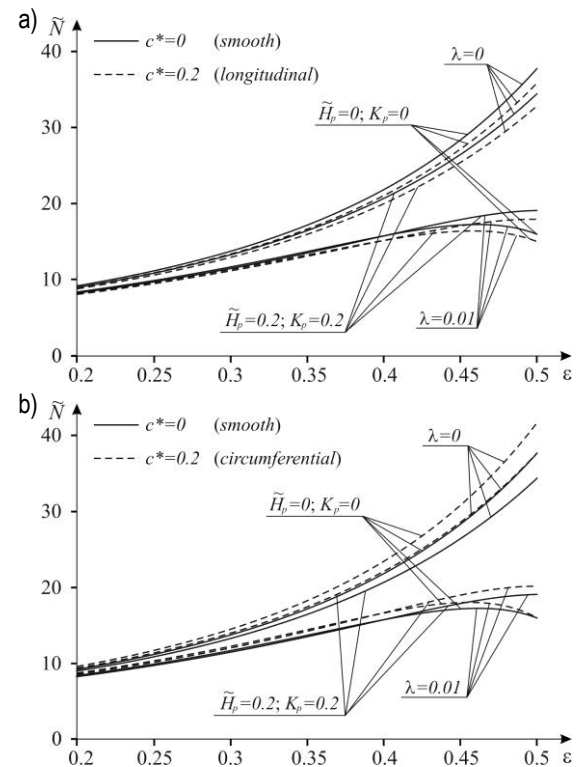 a)
Ñ
c*=0 (smooth)
c*=0.2 (longitudinal)
λ=0
H̃p=0; Kp=0
40
30
20
10
0
H̃p=0.2; Kp=0.2
λ=0.01
0.2 0.25 0.3 0.35 0.4 0.45 0.5 ε
b)
Ñ
c*=0 (smooth)
c*=0.2 (circumferential)
λ=0
H̃p=0; Kp=0
40
30
20
10
0
H̃p=0.2; Kp=0.2
λ=0.01
0.2 0.25 0.3 0.35 0.4 0.45 0.5 ε